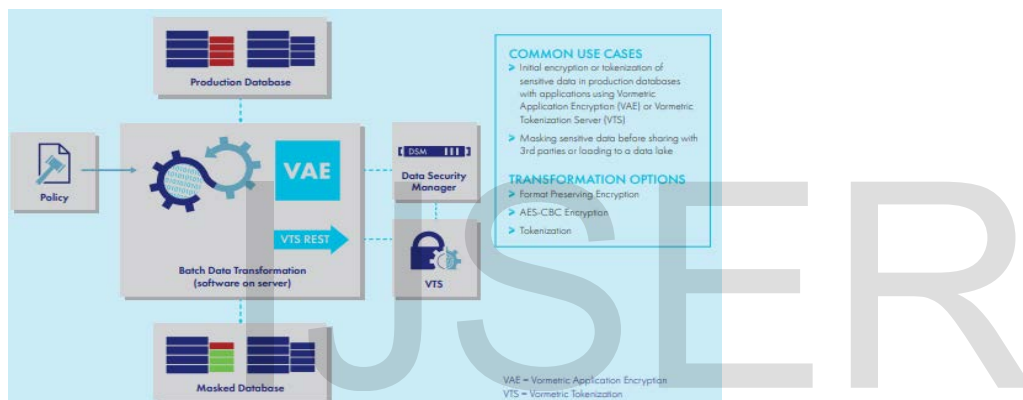 Production Database
Policy
VAE
VTS REST
Batch Data Transformation
(software on server)
DSM
Data Security
Manager
VTS
Masked Database
COMMON USE CASES
➤ Initial encryption or tokenization of
sensitive data in production databases
with applications using Vormetric
Application Encryption (VAE) or Vormetric
Tokenization Server (VTS)
➤ Masking sensitive data before sharing with
3rd parties or loading to a data lake
TRANSFORMATION OPTIONS
➤ Format Preserving Encryption
➤ AES-CBC Encryption
➤ Tokenization
VAE = Vormetric Application Encryption
VTS = Vormetric Tokenization
IJSER